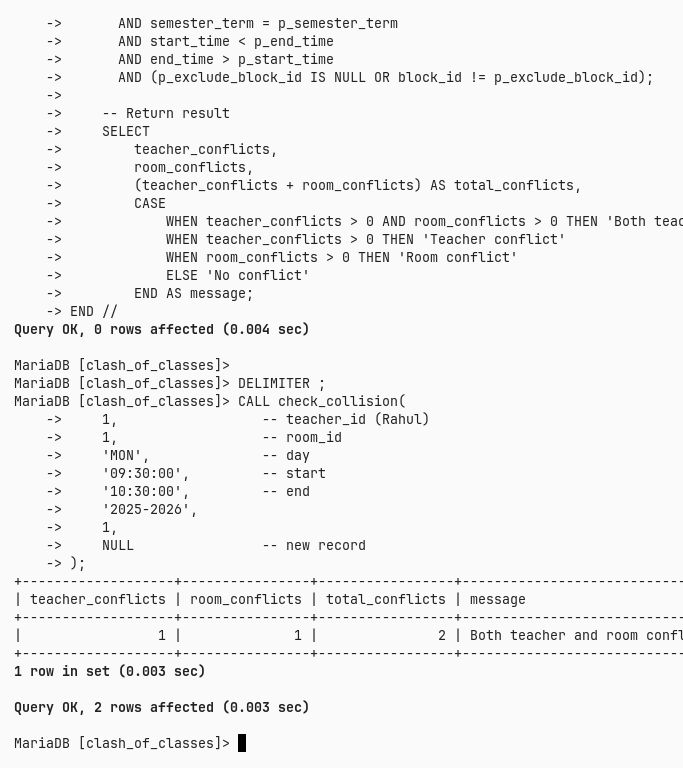 ->       AND semester_term = p_semester_term
    ->       AND start_time < p_end_time
    ->       AND end_time > p_start_time
    ->       AND (p_exclude_block_id IS NULL OR block_id != p_exclude_block_id);
    ->
    ->     -- Return result
    ->     SELECT
    ->         teacher_conflicts,
    ->         room_conflicts,
    ->         (teacher_conflicts + room_conflicts) AS total_conflicts,
    ->         CASE
    ->             WHEN teacher_conflicts > 0 AND room_conflicts > 0 THEN 'Both teac
    ->             WHEN teacher_conflicts > 0 THEN 'Teacher conflict'
    ->             WHEN room_conflicts > 0 THEN 'Room conflict'
    ->             ELSE 'No conflict'
    ->         END AS message;
    -> END //
Query OK, 0 rows affected (0.004 sec)

MariaDB [clash_of_classes]>
MariaDB [clash_of_classes]> DELIMITER ;
MariaDB [clash_of_classes]> CALL check_collision(
    ->     1,                  -- teacher_id (Rahul)
    ->     1,                  -- room_id
    ->     'MON',              -- day
    ->     '09:30:00',         -- start
    ->     '10:30:00',         -- end
    ->     '2025-2026',
    ->     1,
    ->     NULL                -- new record
    -> );
+-------------------+----------------+-----------------+----------------------------
| teacher_conflicts | room_conflicts | total_conflicts | message
+-------------------+----------------+-----------------+----------------------------
|                 1 |              1 |               2 | Both teacher and room confl
+-------------------+----------------+-----------------+----------------------------
1 row in set (0.003 sec)

Query OK, 2 rows affected (0.003 sec)

MariaDB [clash_of_classes]>